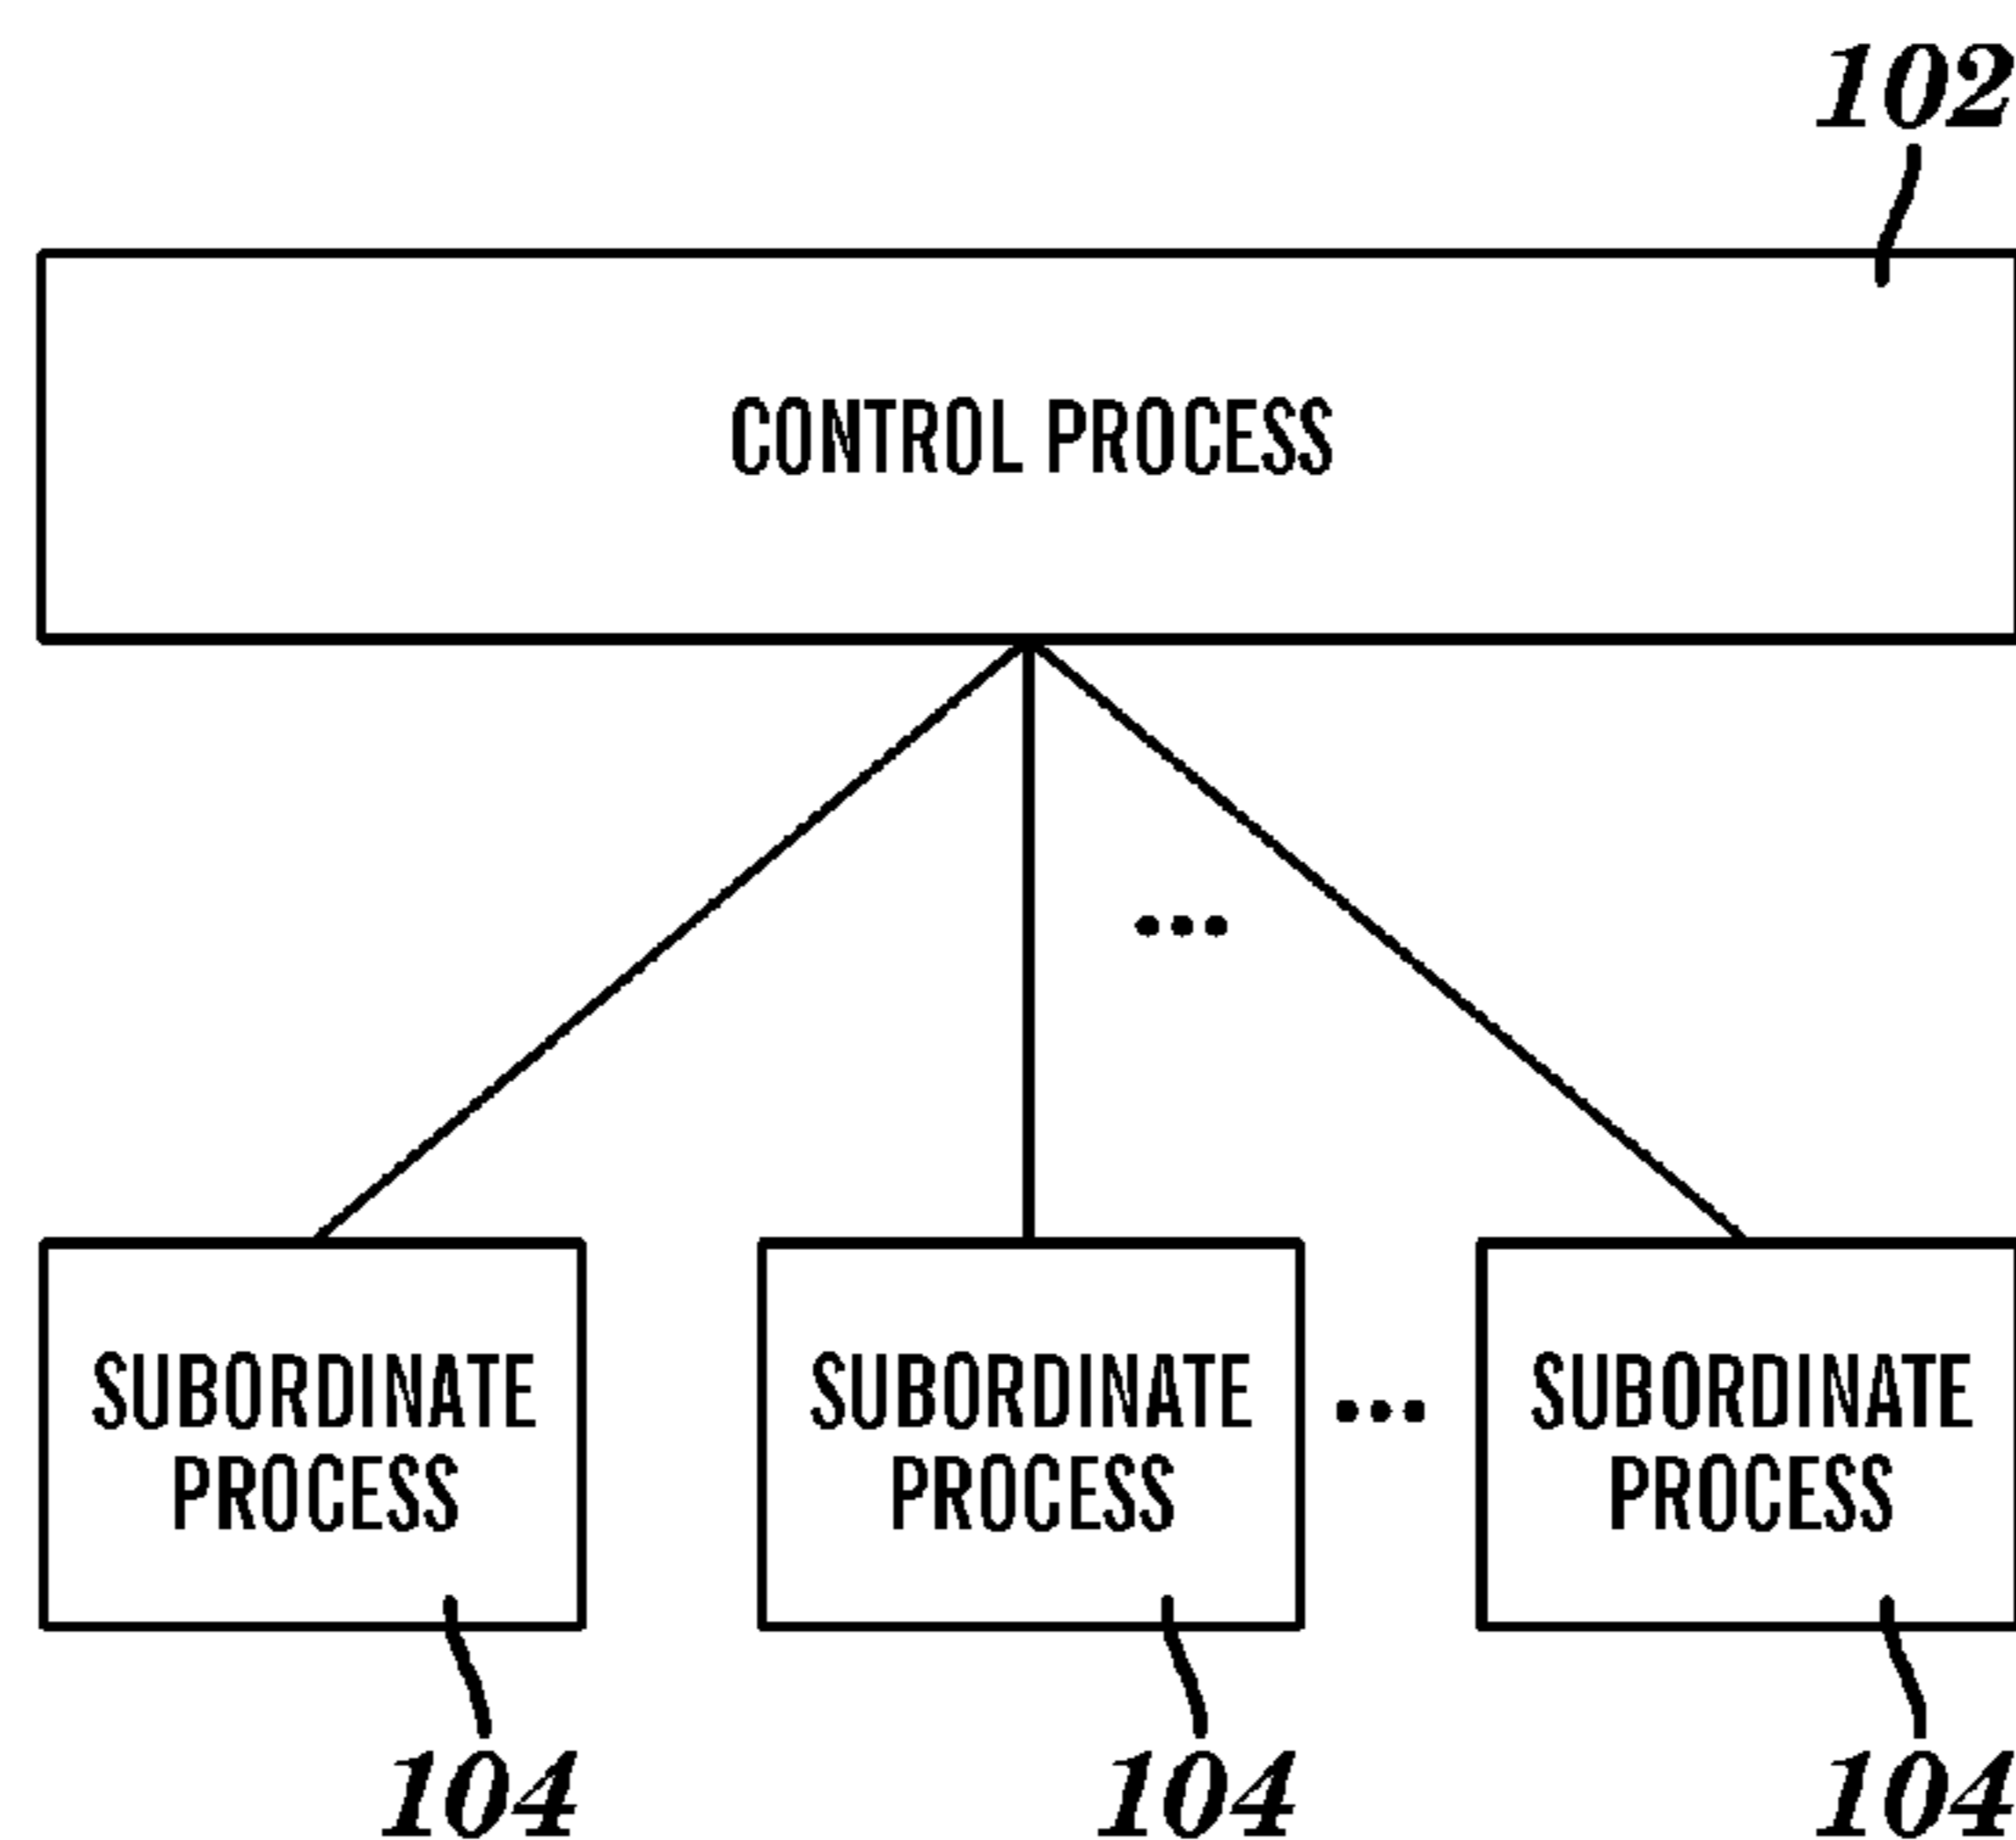 102
CONTROL PROCESS
...
SUBORDINATE
PROCESS
SUBORDINATE
PROCESS
...
SUBORDINATE
PROCESS
104
104
104